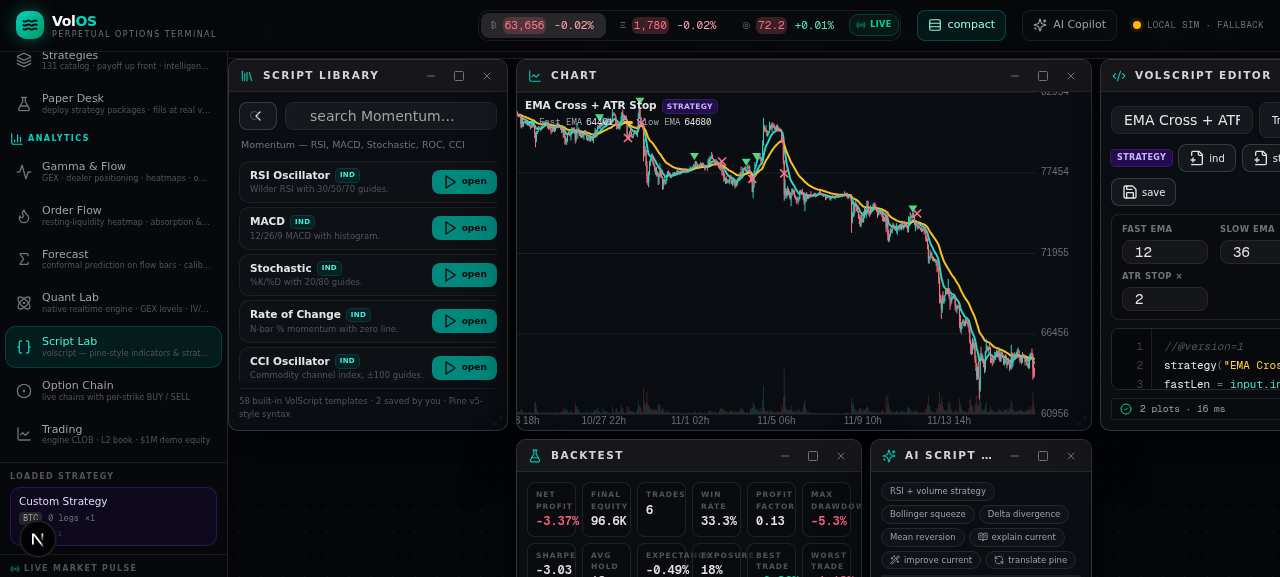 VolOS
PERPETUAL OPTIONS TERMINAL
₿ 63,656 -0.02%
Ξ 1,780 -0.02%
◎ 72.2 +0.01%
LIVE
compact
AI Copilot
LOCAL SIM · FALLBACK
Strategies
131 catalog · payoff up front · intelligen...
Paper Desk
deploy strategy packages · fills at real v...
ANALYTICS
Gamma & Flow
GEX · dealer positioning · heatmaps · o...
Order Flow
resting-liquidity heatmap · absorption &...
Forecast
conformal prediction on flow bars · calib...
Quant Lab
native realtime engine · GEX levels · IV/...
Script Lab
volscript — pine-style indicators & strat...
Option Chain
live chains with per-strike BUY / SELL
Trading
engine CLOB · L2 book · $1M demo equity
LOADED STRATEGY
Custom Strategy
BTC 0 legs ×1
N
LIVE MARKET PULSE
SCRIPT LIBRARY
search Momentum...
Momentum — RSI, MACD, Stochastic, ROC, CCI
RSI Oscillator IND
Wilder RSI with 30/50/70 guides.
open
MACD IND
12/26/9 MACD with histogram.
open
Stochastic IND
%K/%D with 20/80 guides.
open
Rate of Change IND
N-bar % momentum with zero line.
open
CCI Oscillator IND
Commodity channel index, ±100 guides.
open
58 built-in VolScript templates · 2 saved by you · Pine v5-
style syntax
CHART
EMA Cross + ATR Stop STRATEGY
Fast EMA 64401 Slow EMA 64680
82954
77454
71955
66456
60956
18h
10/27 22h
11/1 02h
11/5 06h
11/9 10h
11/13 14h
BACKTEST
NET PROFIT
-3.37%
FINAL EQUITY
96.6K
TRADES
6
WIN RATE
33.3%
PROFIT FACTOR
0.13
MAX DRAWDOW
-5.3%
SHARPE
-3.03
AVG HOLD
EXPECTANC
-0.49%
EXPOSURE
18%
BEST TRADE
WORST TRADE
AI SCRIPT ...
RSI + volume strategy
Bollinger squeeze
Delta divergence
Mean reversion
explain current
improve current
translate pine
VOLSCRIPT EDITOR
EMA Cross + ATF
Tr
STRATEGY
ind
st
save
FAST EMA
12
SLOW EMA
36
ATR STOP ×
2
1 //@version=1
2 strategy("EMA Cros
3 fastLen = input.in
2 plots · 16 ms